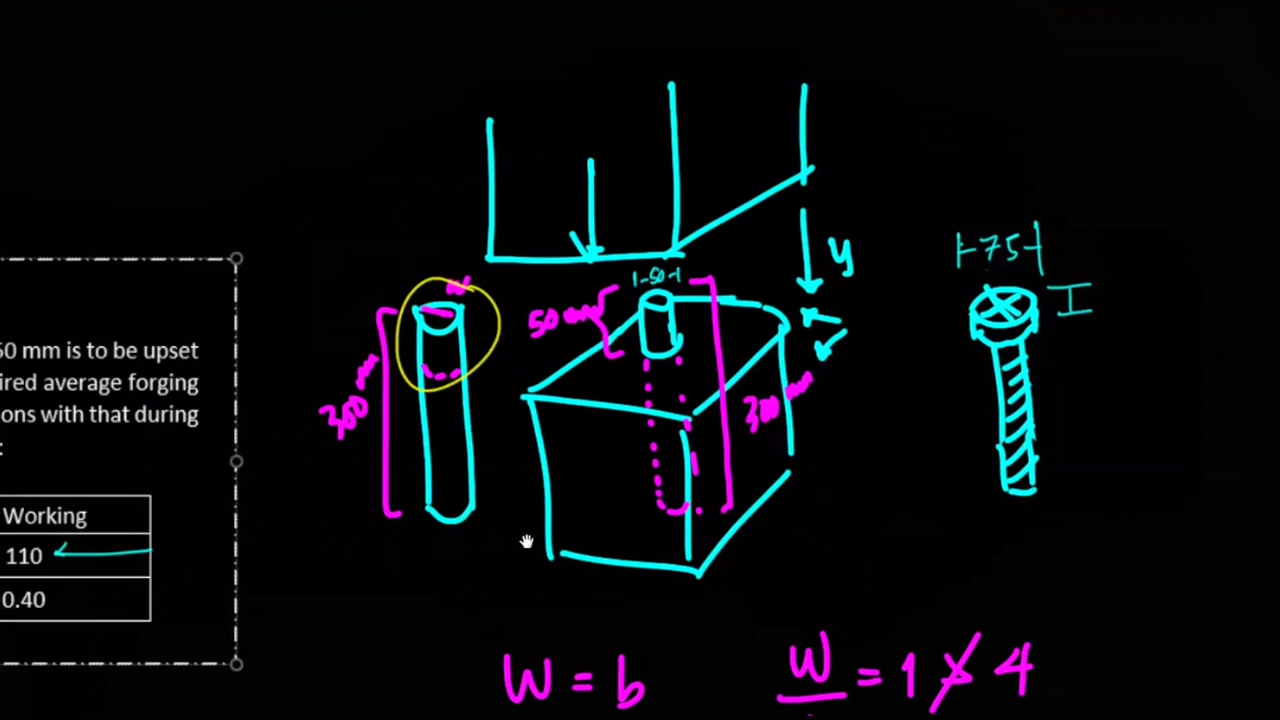 50 mm is to be upset
ired average forging
ons with that during
:
Working
110
0.40
W
300 mm
50 mm
|-50-|
300 mm
y
|-75-|
W = b
W = 1 ≯ 4